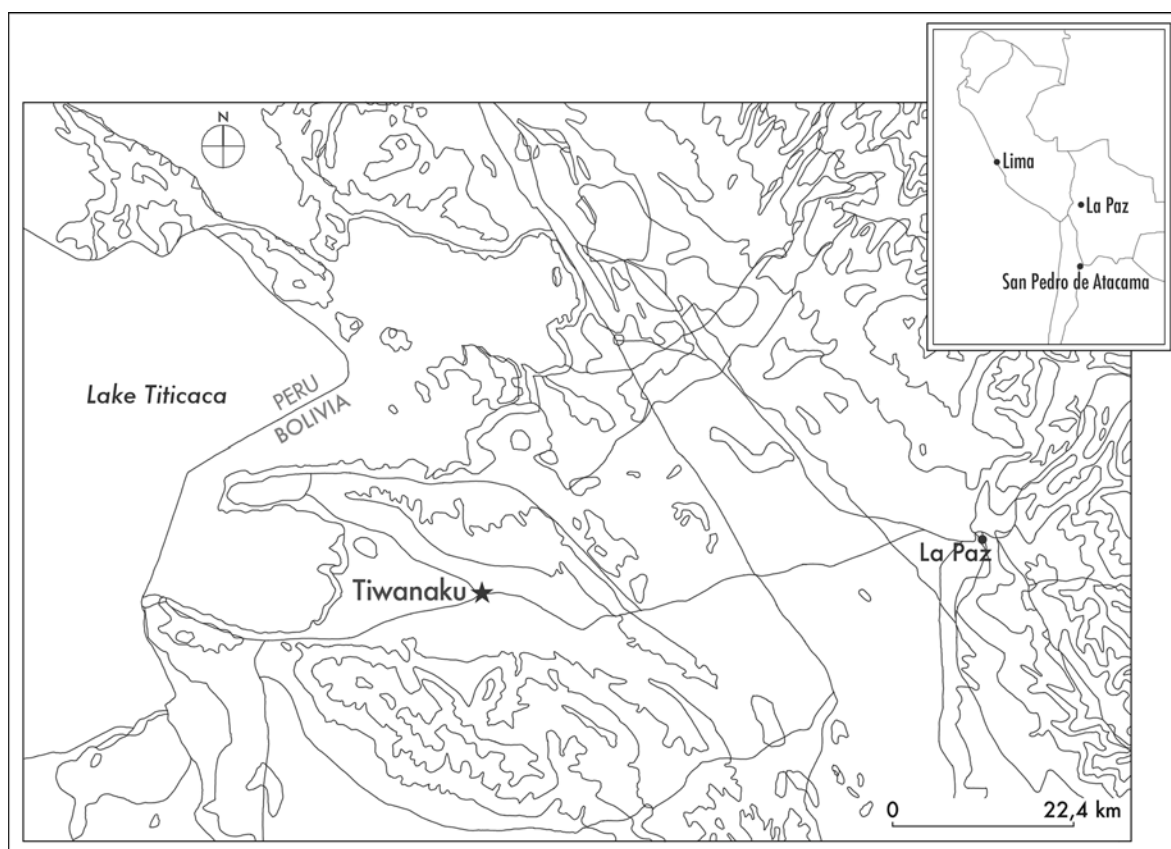 N
Lima
La Paz
San Pedro de Atacama
Lake Titicaca
PERU
BOLIVIA
La Paz
Tiwanaku
0 22,4 km